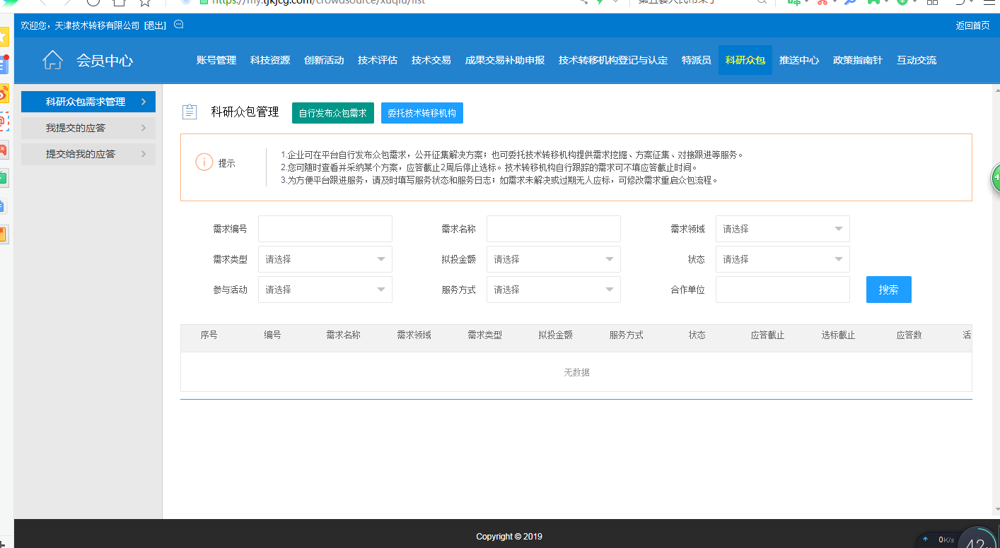 https://my.tjkjcg.com/crowdsource/xuqiu/list
欢迎您，天津技术转移有限公司 [退出]
返回首页
会员中心 账号管理 科技资源 创新活动 技术评估 技术交易 成果交易补助申报 技术转移机构登记与认定 特派员 科研众包 推送中心 政策指南针 互动交流
科研众包需求管理
我提交的应答
提交给我的应答
科研众包管理 自行发布众包需求 委托技术转移机构
提示
1.企业可在平台自行发布众包需求，公开征集解决方案；也可委托技术转移机构提供需求挖掘、方案征集、对接跟进等服务。
2.您可随时查看并采纳某个方案，应答截止2周后停止选标。技术转移机构自行跟踪的需求可不填应答截止时间。
3.为方便平台跟进服务，请及时填写服务状态和服务日志；如需求未解决或过期无人应标，可修改需求重启众包流程。
需求编号 需求名称 需求领域 请选择
需求类型 请选择 拟投金额 请选择 状态 请选择
参与活动 请选择 服务方式 请选择 合作单位 搜索
序号 编号 需求名称 需求领域 需求类型 拟投金额 服务方式 状态 应答截止 选标截止 应答数 活
无数据
Copyright © 2019
0K/s
42